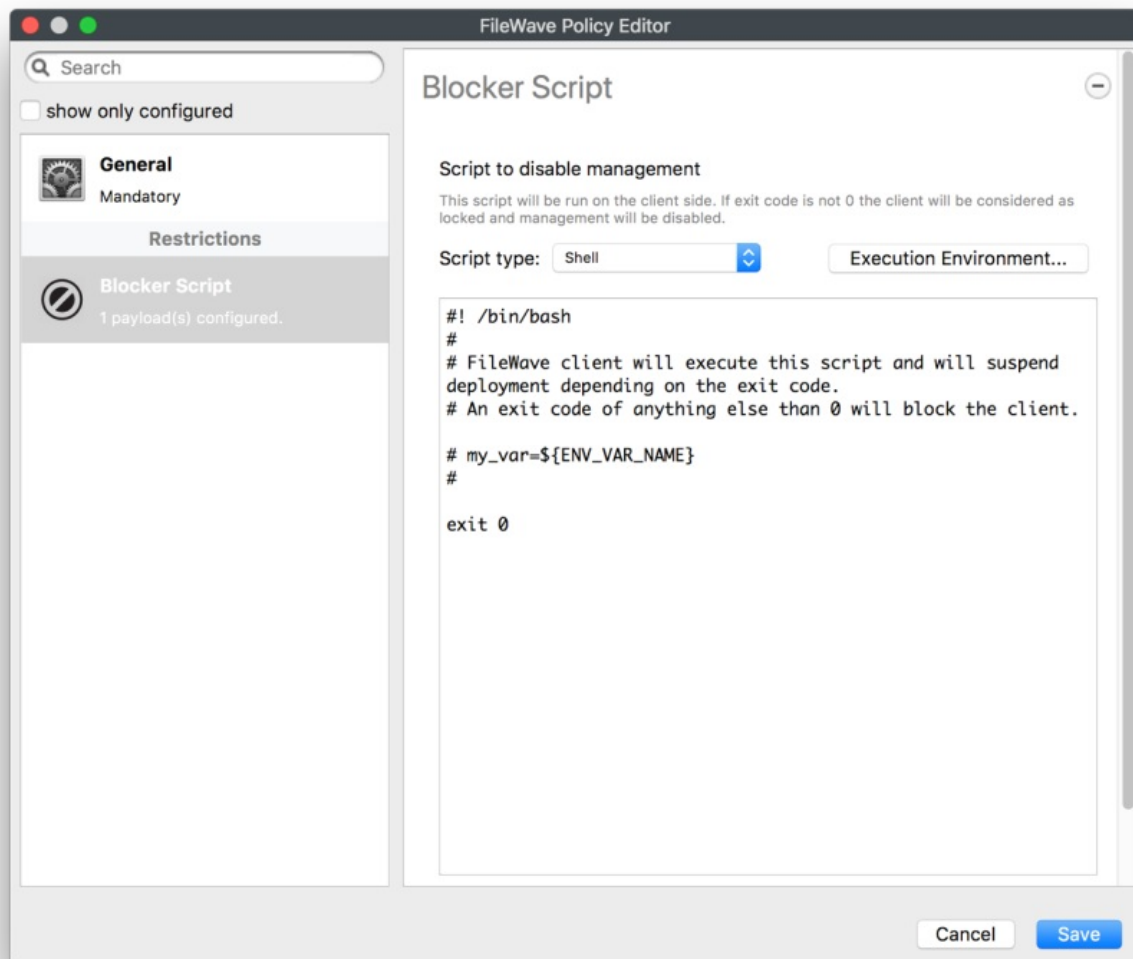 FileWave Policy Editor
Search
show only configured
General
Mandatory
Restrictions
Blocker Script
1 payload(s) configured.
Blocker Script
Script to disable management
This script will be run on the client side. If exit code is not 0 the client will be considered as
locked and management will be disabled.
Script type: Shell Execution Environment...
#! /bin/bash
#
# FileWave client will execute this script and will suspend
deployment depending on the exit code.
# An exit code of anything else than 0 will block the client.
# my_var=${ENV_VAR_NAME}
#
exit 0
Cancel Save